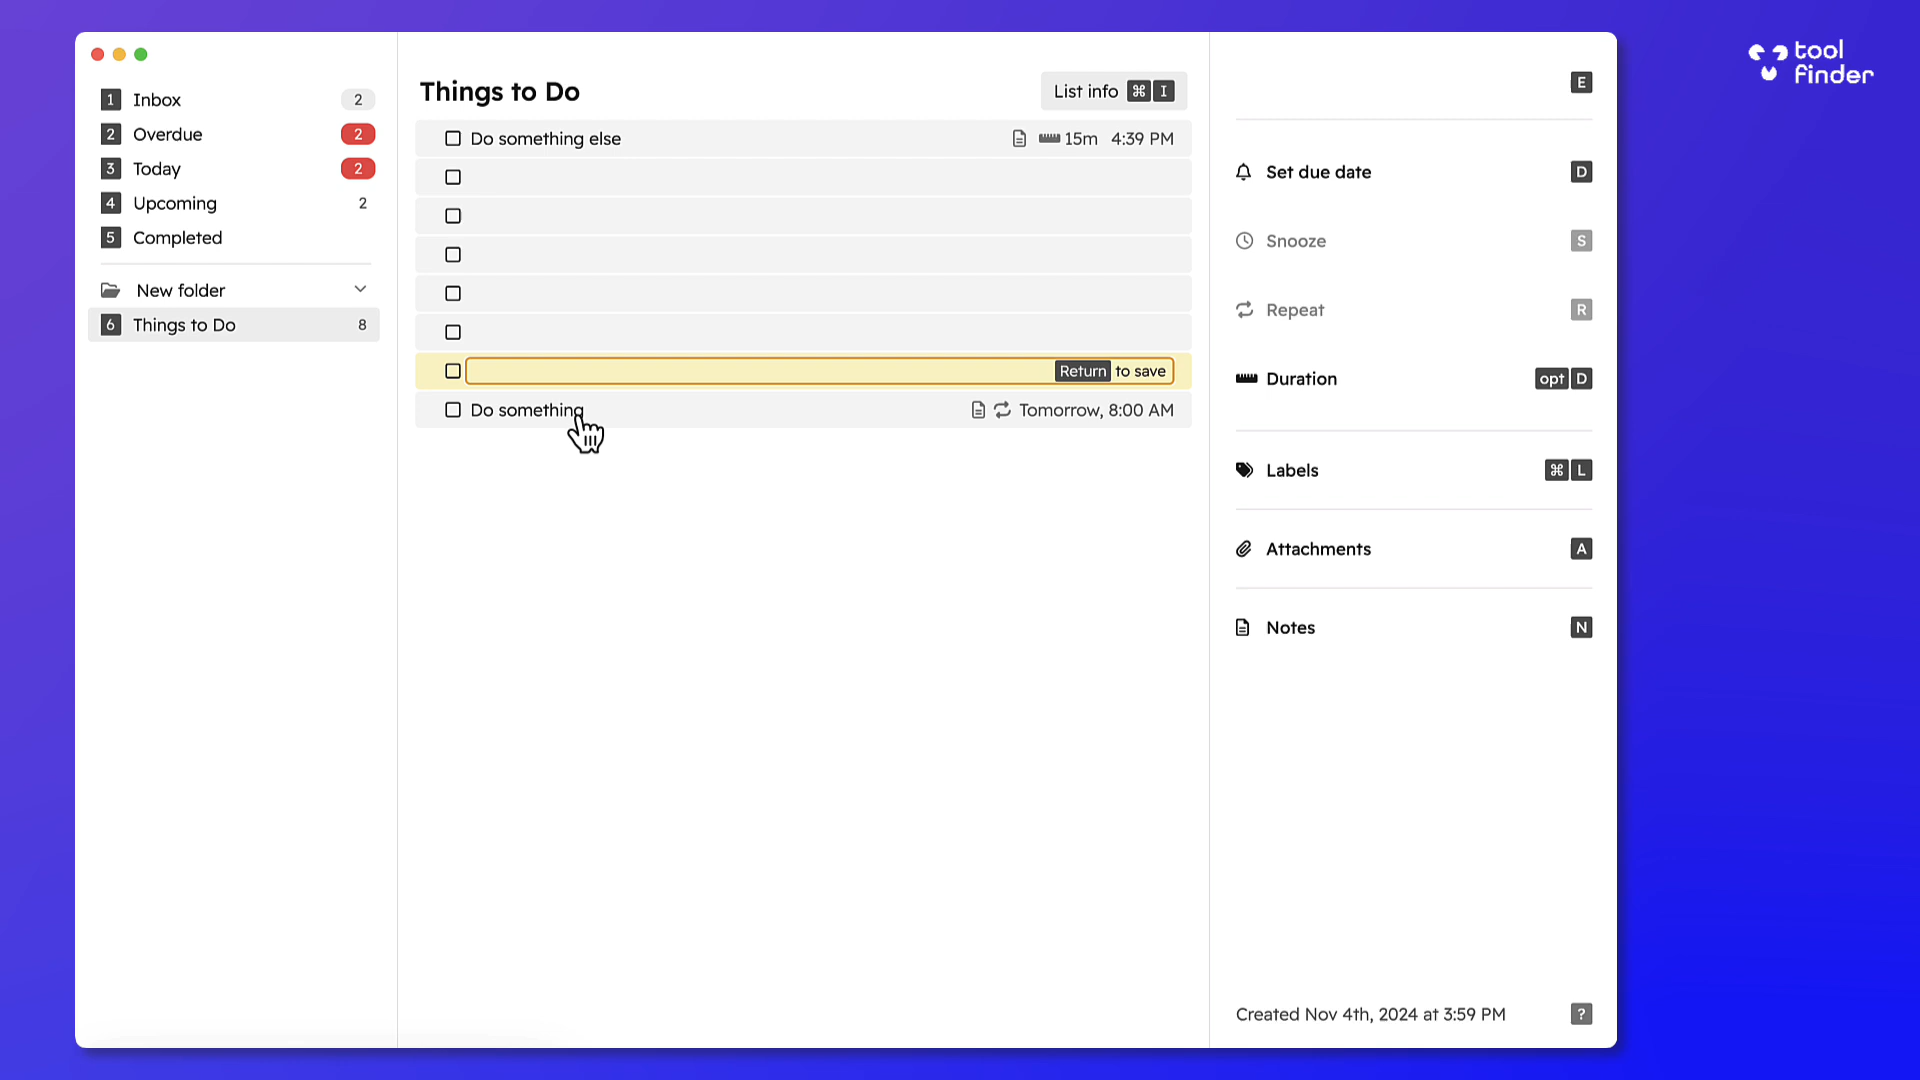 tool
finder
1 Inbox 2
2 Overdue 2
3 Today 2
4 Upcoming 2
5 Completed
New folder
6 Things to Do 8
Things to Do
List info ⌘ I
Do something else 15m 4:39 PM
Return to save
Do something Tomorrow, 8:00 AM
E
Set due date D
Snooze S
Repeat R
Duration opt D
Labels ⌘ L
Attachments A
Notes N
Created Nov 4th, 2024 at 3:59 PM ?